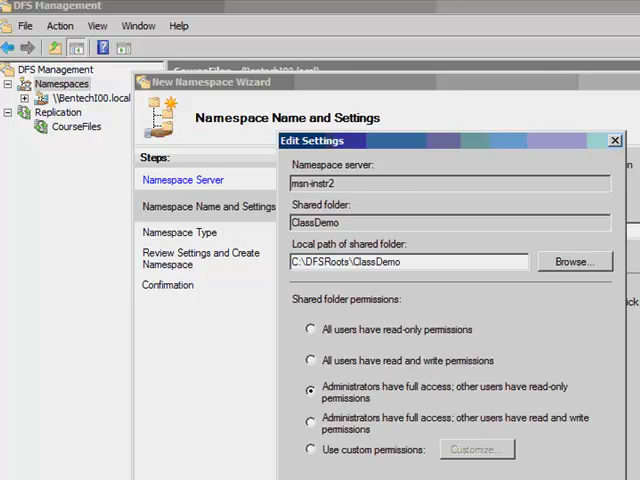 DFS Management
File Action View Window Help
DFS Management
Namespaces
\\Bentech100.local
Replication
CourseFiles
New Namespace Wizard
Namespace Name and Settings
Steps:
Namespace Server
Namespace Name and Settings
Namespace Type
Review Settings and Create
Namespace
Confirmation
Edit Settings
Namespace server:
msn-instr2
Shared folder:
ClassDemo
Local path of shared folder:
C:\DFSRoots\ClassDemo
Browse...
Shared folder permissions:
All users have read-only permissions
All users have read and write permissions
Administrators have full access; other users have read-only
permissions
Administrators have full access; other users have read and write
permissions
Use custom permissions:
Customize...